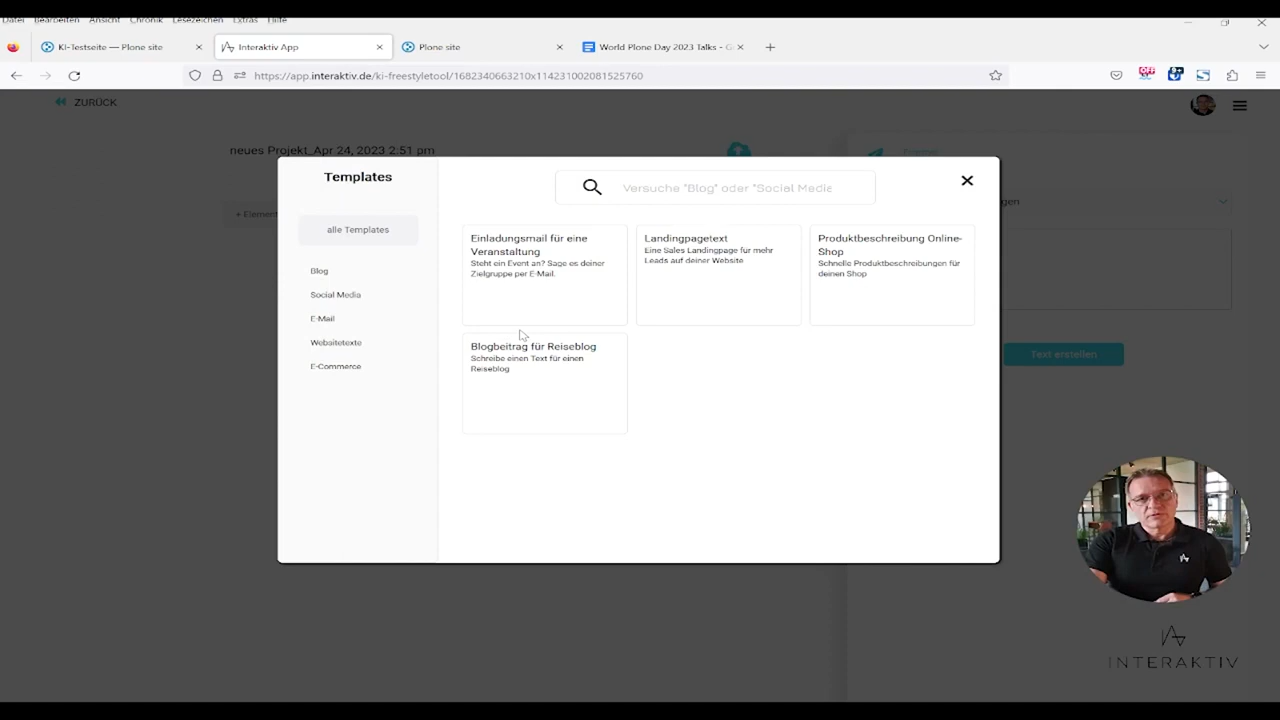 Datei Bearbeiten Ansicht Chronik Lesezeichen Extras Hilfe
KI-Testseite — Plone site
Interaktiv App
Plone site
World Plone Day 2023 Talks - G
https://app.interaktiv.de/ki-freestyletool/1682340663210x114231002081525760
OFF
ZURÜCK
neues Projekt_Apr 24, 2023 2:51 pm
+ Element
Templates
alle Templates
Blog
Social Media
E-Mail
Websitetexte
E-Commerce
Versuche "Blog" oder "Social Media
Einladungsmail für eine
Veranstaltung
Steht ein Event an? Sage es deiner
Zielgruppe per E-Mail.
Landingpagetext
Eine Sales Landingpage für mehr
Leads auf deiner Website
Produktbeschreibung Online-
Shop
Schnelle Produktbeschreibungen für
deinen Shop
Blogbeitrag für Reiseblog
Schreibe einen Text für einen
Reiseblog
gen
Text erstellen
INTERAKTIV